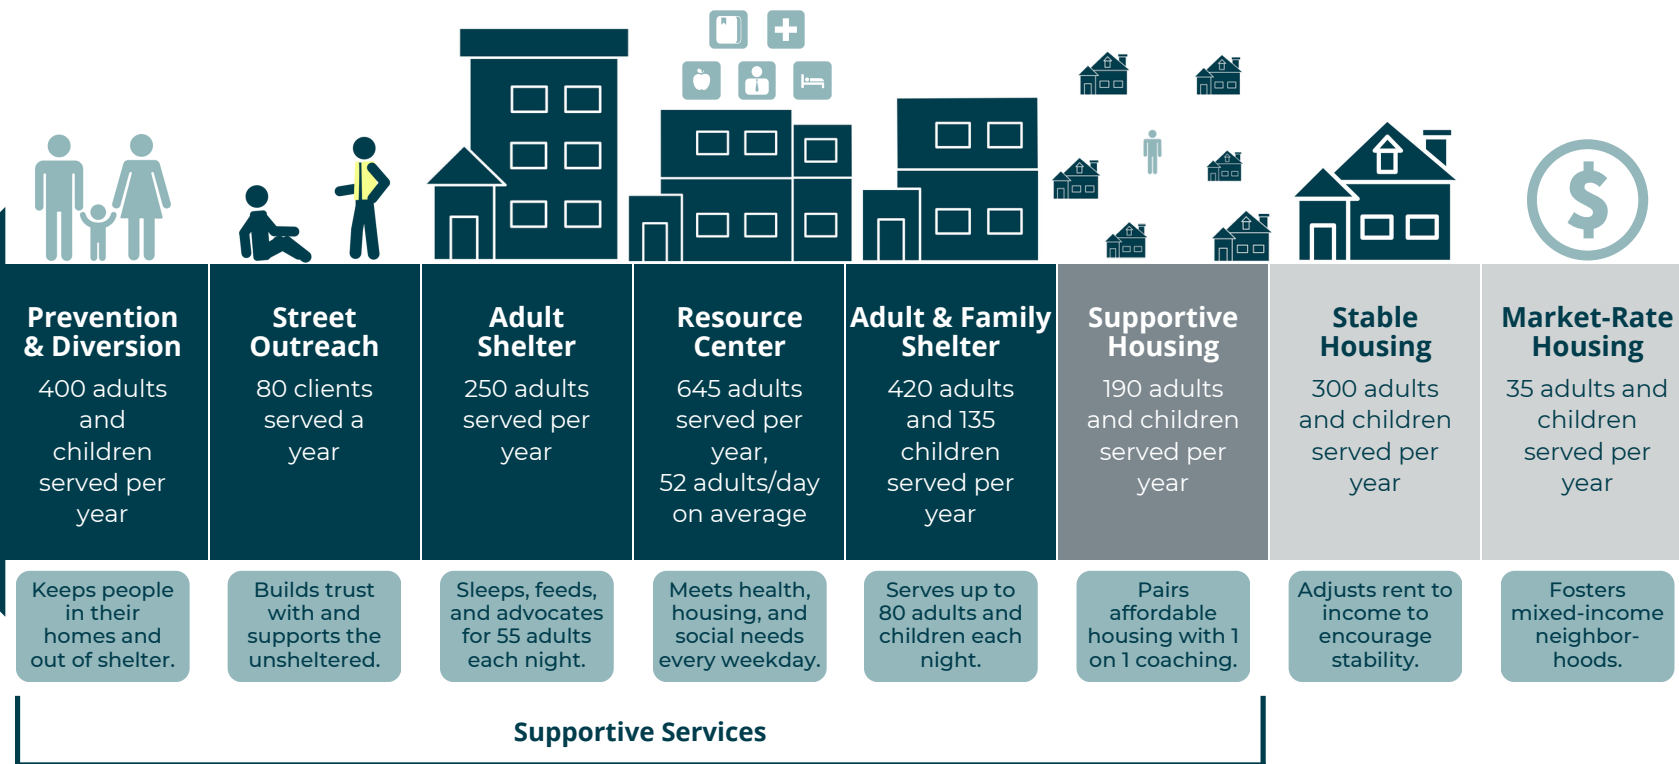 Prevention
& Diversion
400 adults
and
children
served per
year
Keeps people
in their
homes and
out of shelter.
Street
Outreach
80 clients
served a
year
Builds trust
with and
supports the
unsheltered.
Adult
Shelter
250 adults
served per
year
Sleeps, feeds,
and advocates
for 55 adults
each night.
Resource
Center
645 adults
served per
year,
52 adults/day
on average
Meets health,
housing, and
social needs
every weekday.
Adult & Family
Shelter
420 adults
and 135
children
served per
year
Serves up to
80 adults and
children each
night.
Supportive
Housing
190 adults
and children
served per
year
Pairs
affordable
housing with 1
on 1 coaching.
Stable
Housing
300 adults
and children
served per
year
Adjusts rent to
income to
encourage
stability.
Market-Rate
Housing
35 adults and
children
served per
year
Fosters
mixed-income
neighbor-
hoods.
Supportive Services
$